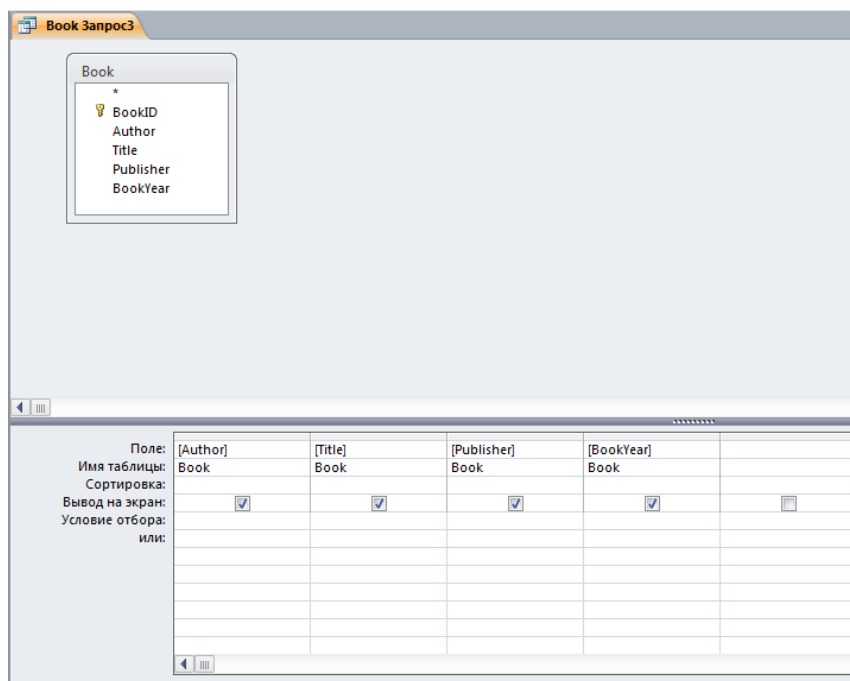 Book Запрос3
Book
*
BookID
Author
Title
Publisher
BookYear
Поле: [Author] [Title] [Publisher] [BookYear]
Имя таблицы: Book Book Book Book
Сортировка:
Вывод на экран:
Условие отбора:
или: